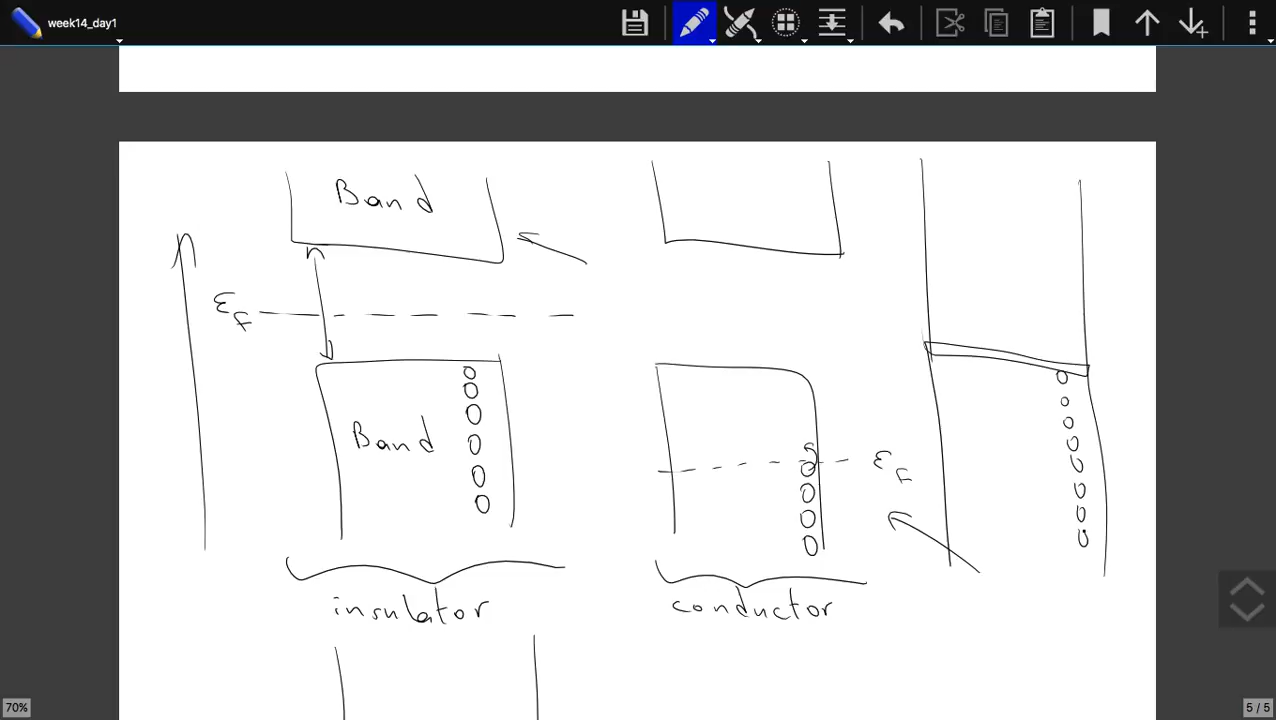 week14_day1
Band
εf
Band
εF
insulator
conductor
70%
5 / 5